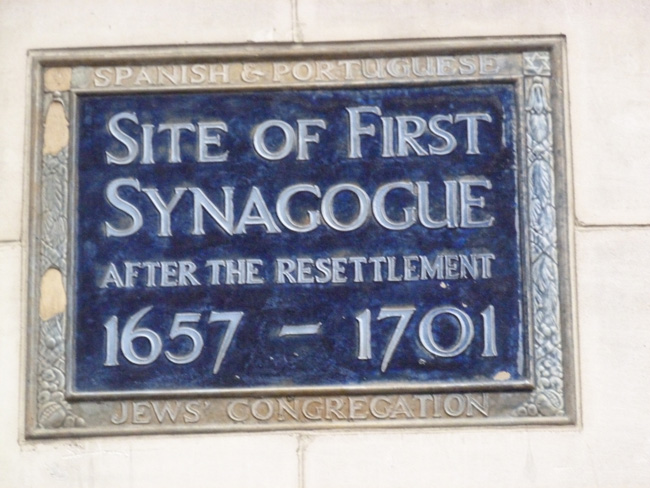 SPANISH & PORTUGUESE
SITE OF FIRST
SYNAGOGUE
AFTER THE RESETTLEMENT
1657 – 1701
JEWS' CONGREGATION